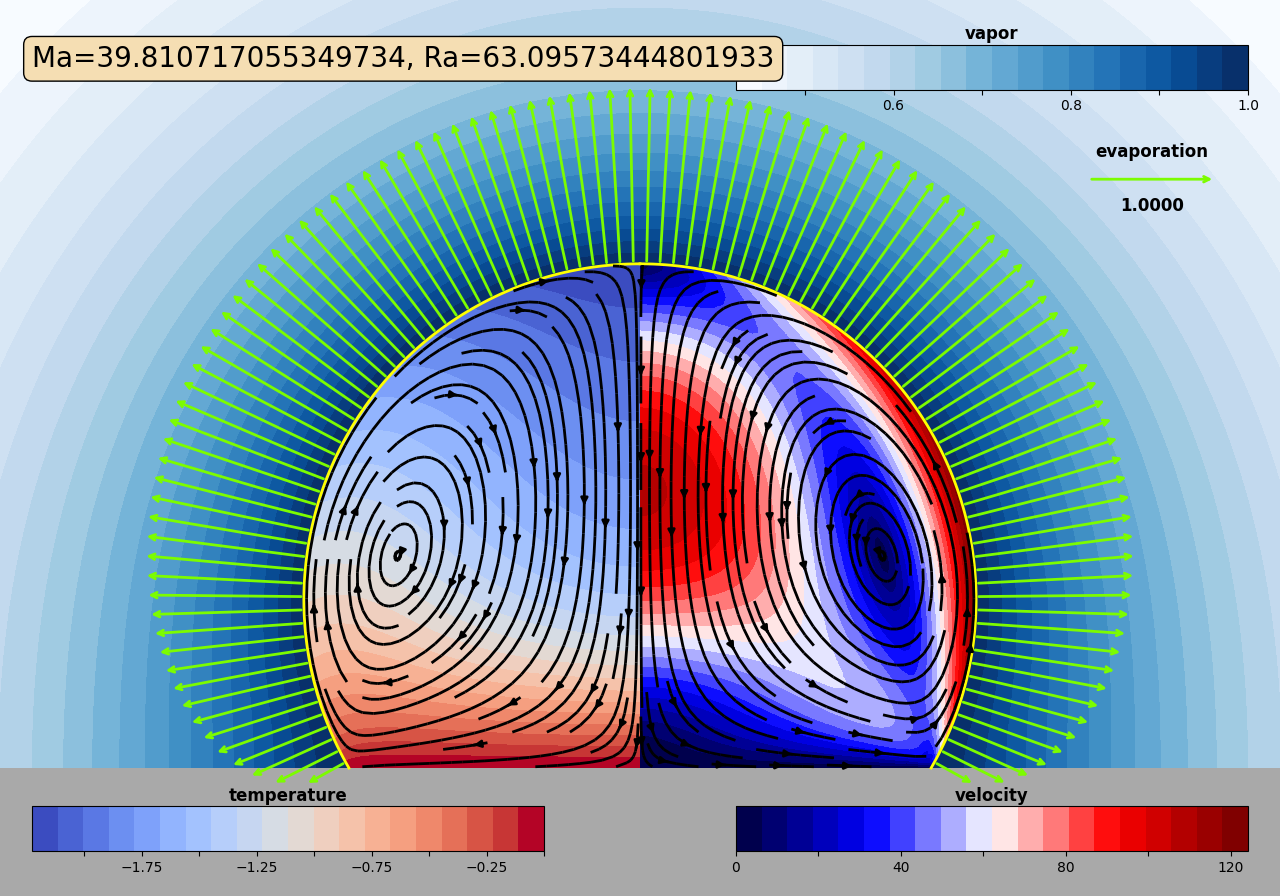 Ma=39.810717055349734, Ra=63.09573444801933
vapor
0.6 0.8 1.0
evaporation
1.0000
temperature
−1.75 −1.25 −0.75 −0.25
velocity
0 40 80 120